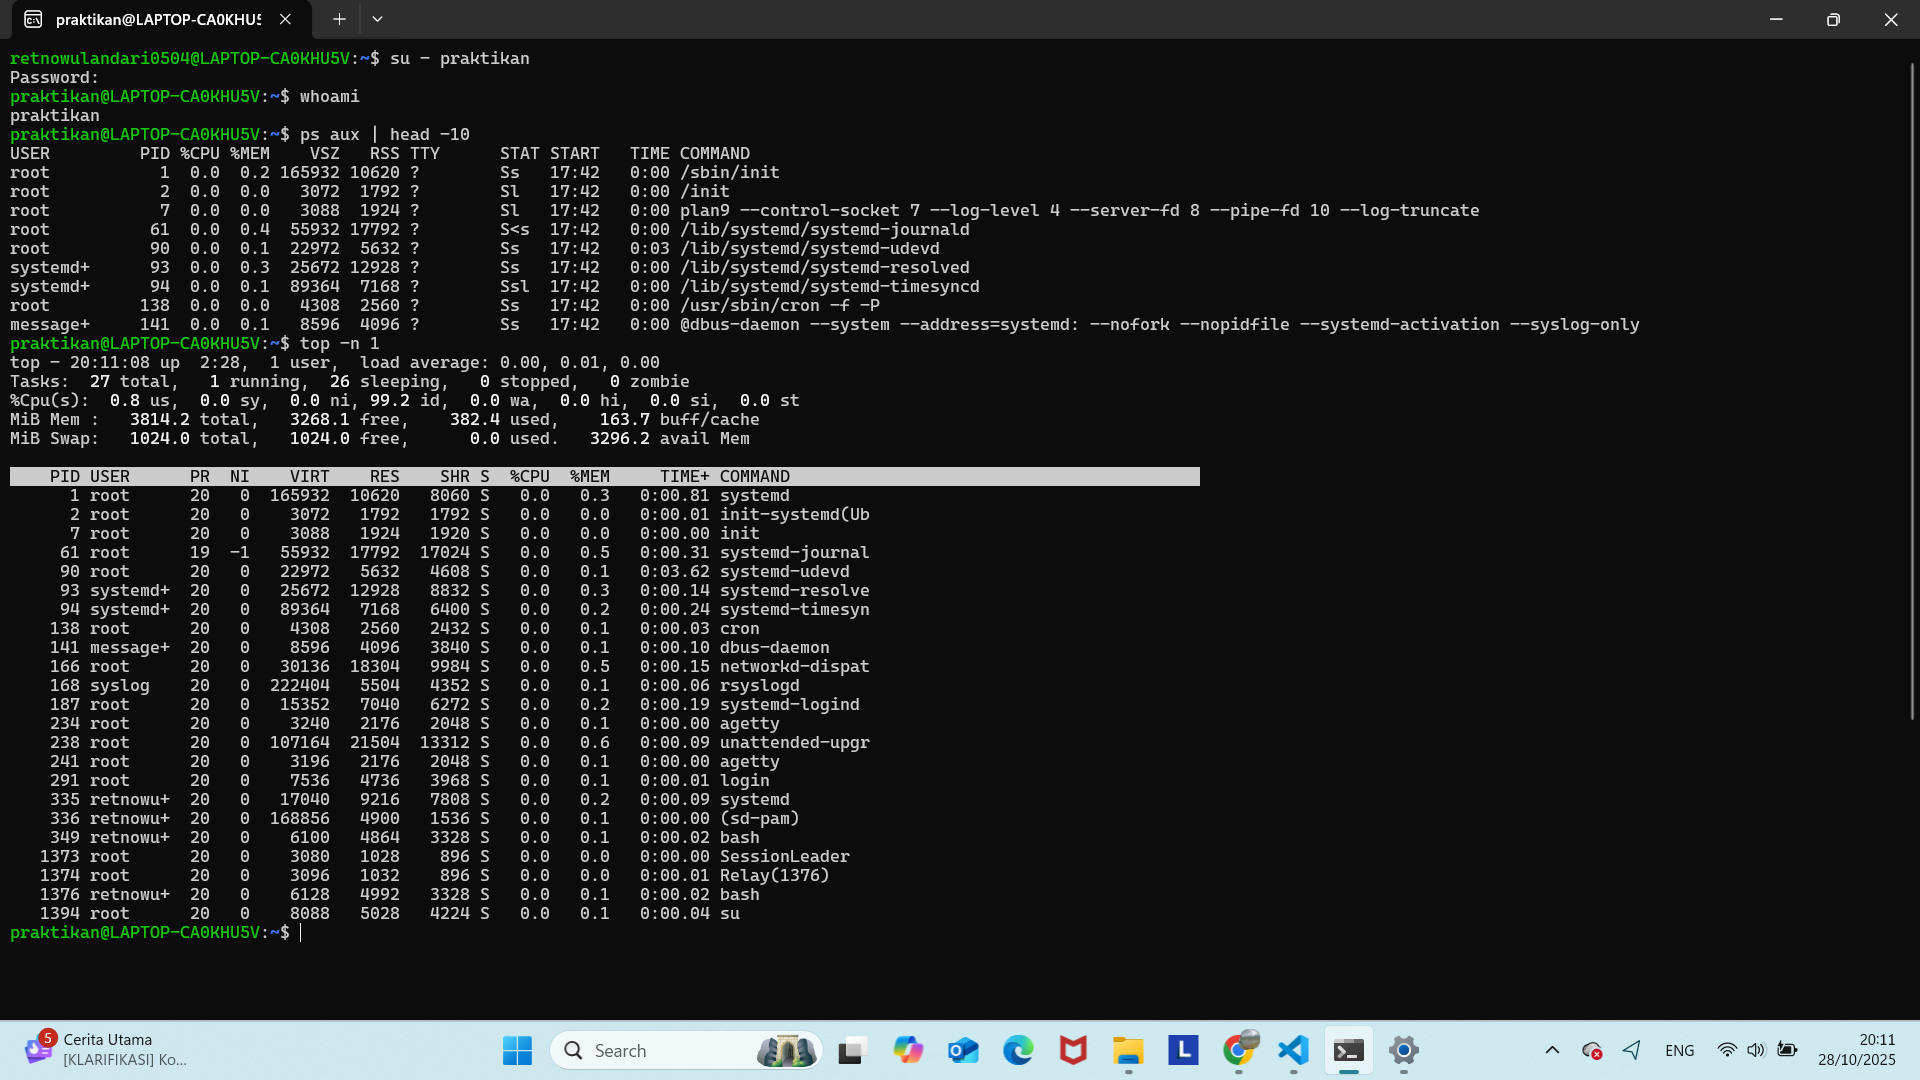 praktikan@LAPTOP-CA0KHU5
retnowulandari0504@LAPTOP-CA0KHU5V:~$ su - praktikan
Password:
praktikan@LAPTOP-CA0KHU5V:~$ whoami
praktikan
praktikan@LAPTOP-CA0KHU5V:~$ ps aux | head -10
USER         PID %CPU %MEM    VSZ   RSS TTY      STAT START   TIME COMMAND
root           1  0.0  0.2 165932 10620 ?        Ss   17:42   0:00 /sbin/init
root           2  0.0  0.0   3072  1792 ?        Sl   17:42   0:00 /init
root           7  0.0  0.0   3088  1924 ?        Sl   17:42   0:00 plan9 --control-socket 7 --log-level 4 --server-fd 8 --pipe-fd 10 --log-truncate
root          61  0.0  0.4  55932 17792 ?        S<s  17:42   0:00 /lib/systemd/systemd-journald
root          90  0.0  0.1  22972  5632 ?        Ss   17:42   0:03 /lib/systemd/systemd-udevd
systemd+      93  0.0  0.3  25672 12928 ?        Ss   17:42   0:00 /lib/systemd/systemd-resolved
systemd+      94  0.0  0.1  89364  7168 ?        Ssl  17:42   0:00 /lib/systemd/systemd-timesyncd
root         138  0.0  0.0   4308  2560 ?        Ss   17:42   0:00 /usr/sbin/cron -f -P
message+     141  0.0  0.1   8596  4096 ?        Ss   17:42   0:00 @dbus-daemon --system --address=systemd: --nofork --nopidfile --systemd-activation --syslog-only
praktikan@LAPTOP-CA0KHU5V:~$ top -n 1
top - 20:11:08 up  2:28,  1 user,  load average: 0.00, 0.01, 0.00
Tasks:  27 total,   1 running,  26 sleeping,   0 stopped,   0 zombie
%Cpu(s):  0.8 us,  0.0 sy,  0.0 ni, 99.2 id,  0.0 wa,  0.0 hi,  0.0 si,  0.0 st
MiB Mem :   3814.2 total,   3268.1 free,    382.4 used,    163.7 buff/cache
MiB Swap:   1024.0 total,   1024.0 free,      0.0 used.   3296.2 avail Mem
    PID USER      PR  NI    VIRT    RES    SHR S  %CPU  %MEM     TIME+ COMMAND
      1 root      20   0  165932  10620   8060 S   0.0   0.3   0:00.81 systemd
      2 root      20   0    3072   1792   1792 S   0.0   0.0   0:00.01 init-systemd(Ub
      7 root      20   0    3088   1924   1920 S   0.0   0.0   0:00.00 init
     61 root      19  -1   55932  17792  17024 S   0.0   0.5   0:00.31 systemd-journal
     90 root      20   0   22972   5632   4608 S   0.0   0.1   0:03.62 systemd-udevd
     93 systemd+  20   0   25672  12928   8832 S   0.0   0.3   0:00.14 systemd-resolve
     94 systemd+  20   0   89364   7168   6400 S   0.0   0.2   0:00.24 systemd-timesyn
    138 root      20   0    4308   2560   2432 S   0.0   0.1   0:00.03 cron
    141 message+  20   0    8596   4096   3840 S   0.0   0.1   0:00.10 dbus-daemon
    166 root      20   0   30136  18304   9984 S   0.0   0.5   0:00.15 networkd-dispat
    168 syslog    20   0  222404   5504   4352 S   0.0   0.1   0:00.06 rsyslogd
    187 root      20   0   15352   7040   6272 S   0.0   0.2   0:00.19 systemd-logind
    234 root      20   0    3240   2176   2048 S   0.0   0.1   0:00.00 agetty
    238 root      20   0  107164  21504  13312 S   0.0   0.6   0:00.09 unattended-upgr
    241 root      20   0    3196   2176   2048 S   0.0   0.1   0:00.00 agetty
    291 root      20   0    7536   4736   3968 S   0.0   0.1   0:00.01 login
    335 retnowu+  20   0   17040   9216   7808 S   0.0   0.2   0:00.09 systemd
    336 retnowu+  20   0  168856   4900   1536 S   0.0   0.1   0:00.00 (sd-pam)
    349 retnowu+  20   0    6100   4864   3328 S   0.0   0.1   0:00.02 bash
   1373 root      20   0    3080   1028    896 S   0.0   0.0   0:00.00 SessionLeader
   1374 root      20   0    3096   1032    896 S   0.0   0.0   0:00.01 Relay(1376)
   1376 retnowu+  20   0    6128   4992   3328 S   0.0   0.1   0:00.02 bash
   1394 root      20   0    8088   5028   4224 S   0.0   0.1   0:00.04 su
praktikan@LAPTOP-CA0KHU5V:~$
5
Cerita Utama
[KLARIFIKASI] Ko...
Search
L
ENG
20:11
28/10/2025